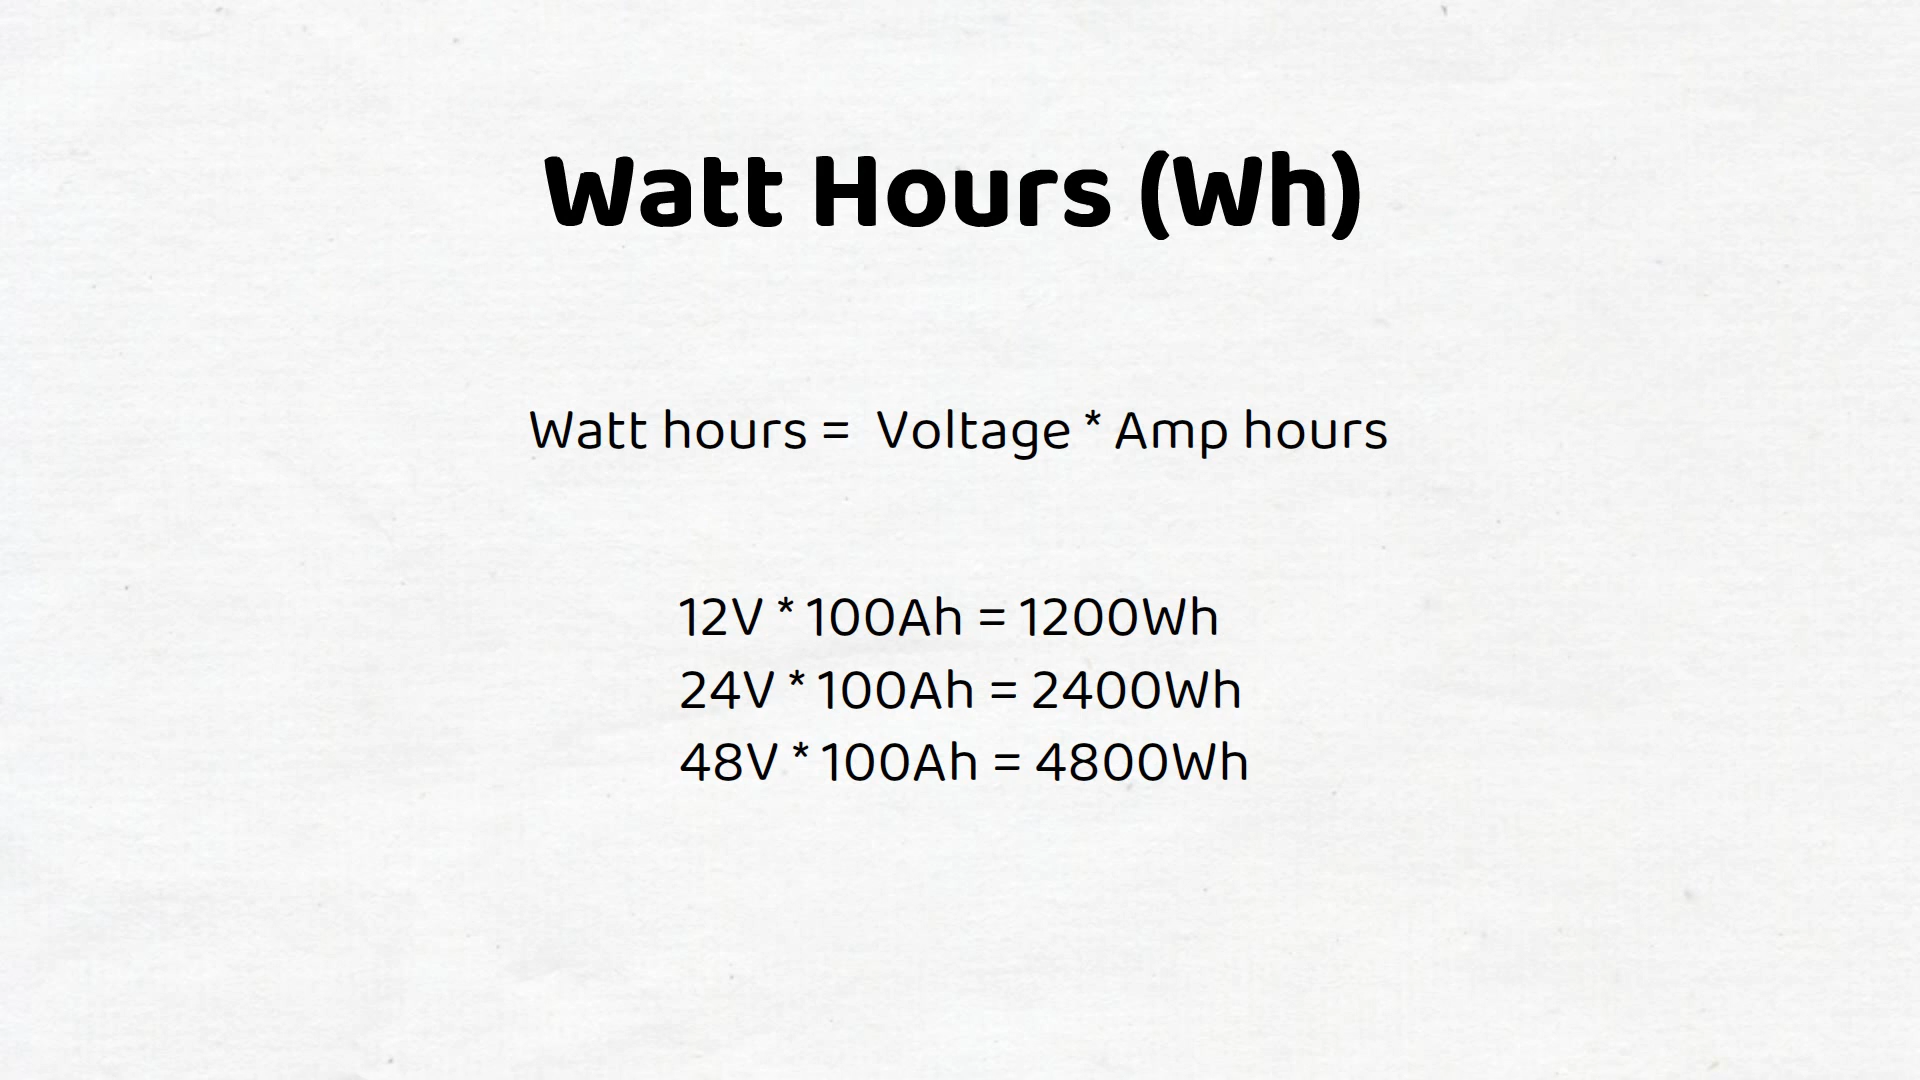 Watt Hours (Wh)
Watt hours = Voltage * Amp hours
12V * 100Ah = 1200Wh
24V * 100Ah = 2400Wh
48V * 100Ah = 4800Wh